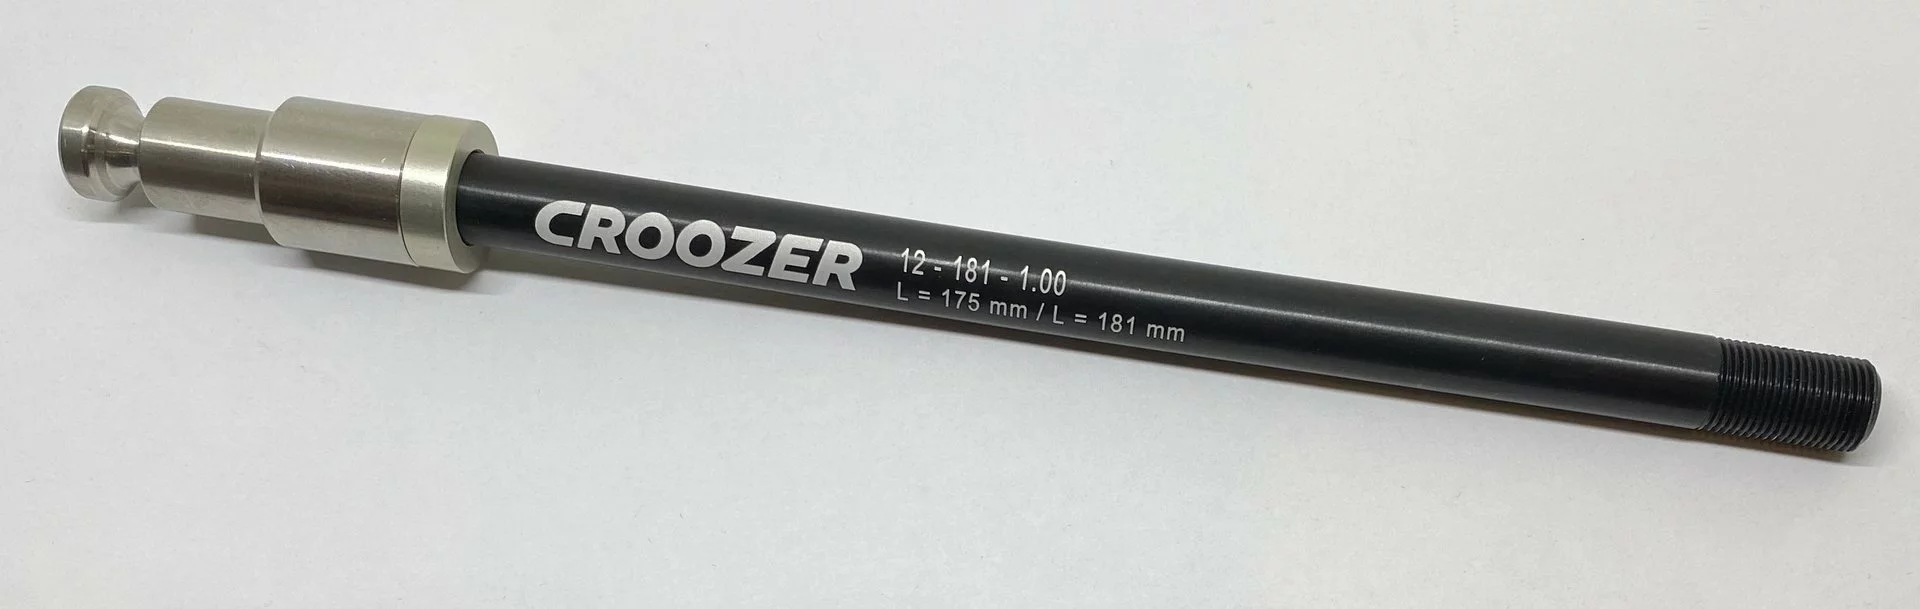 CROOZER
12 - 181 - 1.00
L = 175 mm / L = 181 mm